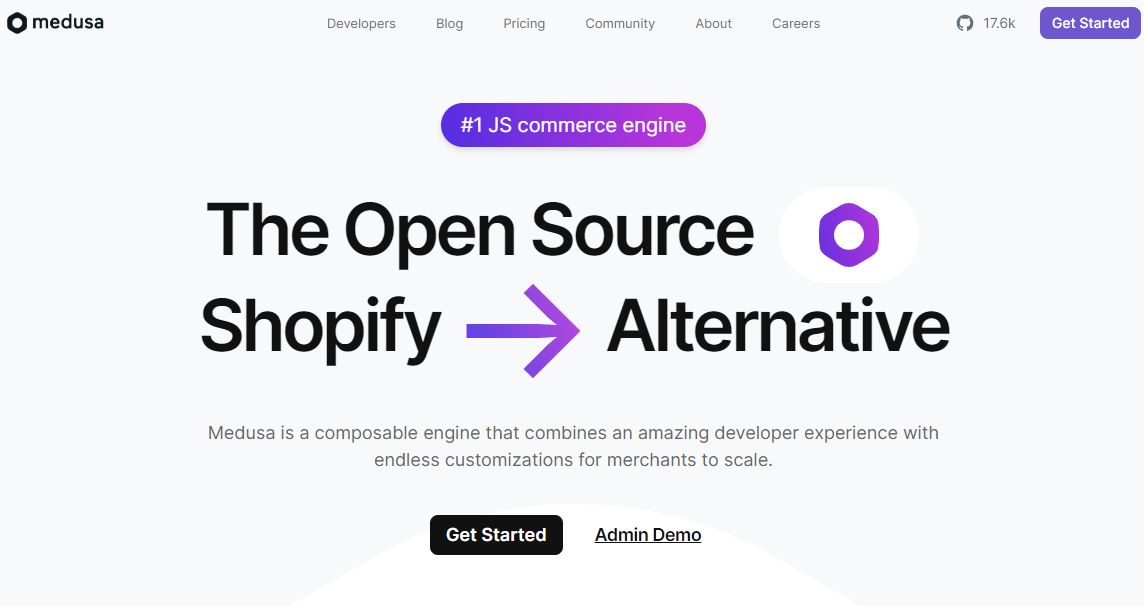 medusa Developers Blog Pricing Community About Careers 17.6k Get Started
#1 JS commerce engine
The Open Source
Shopify Alternative
Medusa is a composable engine that combines an amazing developer experience with
endless customizations for merchants to scale.
Get Started Admin Demo